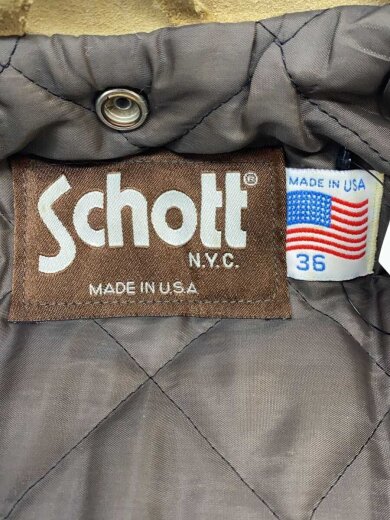 Schott®
N.Y.C.
MADE IN U.S.A
MADE IN USA
36